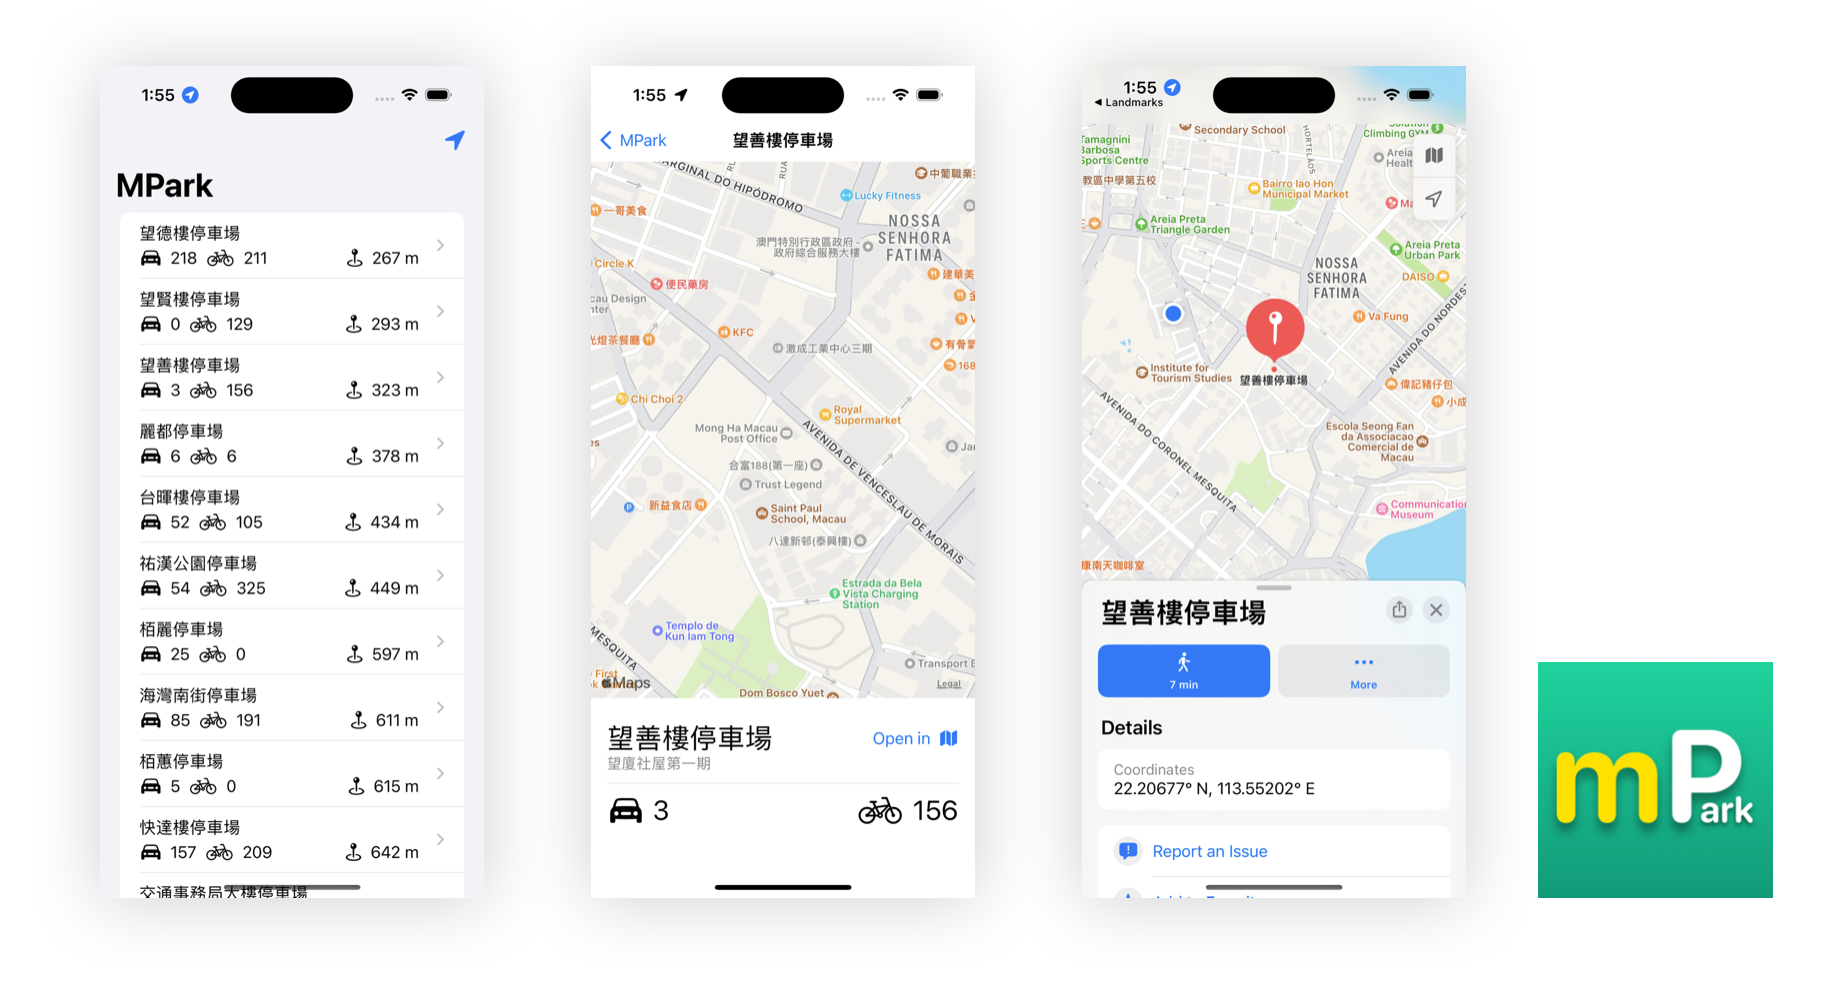 1:55
MPark
望德樓停車場
218 211 267 m
望賢樓停車場
0 129 293 m
望善樓停車場
3 156 323 m
麗都停車場
6 6 378 m
台暉樓停車場
52 105 434 m
祐漢公園停車場
54 325 449 m
栢麗停車場
25 0 597 m
海灣南街停車場
85 191 611 m
栢蕙停車場
5 0 615 m
快達樓停車場
157 209 642 m
交通事務局大樓停車場
1:55
MPark
望善樓停車場
MARGINAL DO HIPÓDROMO
RUA
中葡職業
Lucky Fitness
一哥美食
NOSSA
SENHORA
FATIMA
澳門特別行政區政府-
政府綜合服務大樓
Circle K
便民藥房
建華美
cau Design
nter
KFC
光燈茶餐廳
激成工業中心三期
有骨氣
168
Chi Choi 2
Royal
Supermarket
Mong Ha Macau
Post Office
AVENIDA DE VENCESLAU DE MORAIS
es
合富188(第一座)
Jar
Trust Legend
P
新益食店
Saint Paul
School, Macau
八達新邨(泰興樓)
Estrada da Bela
Vista Charging
Station
Templo de
Kun Iam Tong
MESQUITA
Transport E
First
Maps
Dom Bosco Yuet
Legal
望善樓停車場
Open in
望廈社屋第一期
3 156
1:55
Landmarks
Secondary School
HORTELÃOS
Climbing GYM
Tamagnini
Barbosa
Sports Centre
Areia
Healt
教區中學第五校
Bairro Iao Hon
Municipal Market
Ma
Areia Preta
Triangle Garden
Areia Preta
Urban Park
NOSSA
SENHORA
FATIMA
DAISO
Va Fung
AVENIDA DO NORDES
Institute for
Tourism Studies
望善樓停車場
偉記豬仔包
小成
AVENIDA DO CORONEL MESQUITA
Escola Seong Fan
da Associacao
Comercial de
Macau
Communication
Museum
康南天咖啡室
望善樓停車場
7 min
More
Details
Coordinates
22.20677° N, 113.55202° E
Report an Issue
mPark